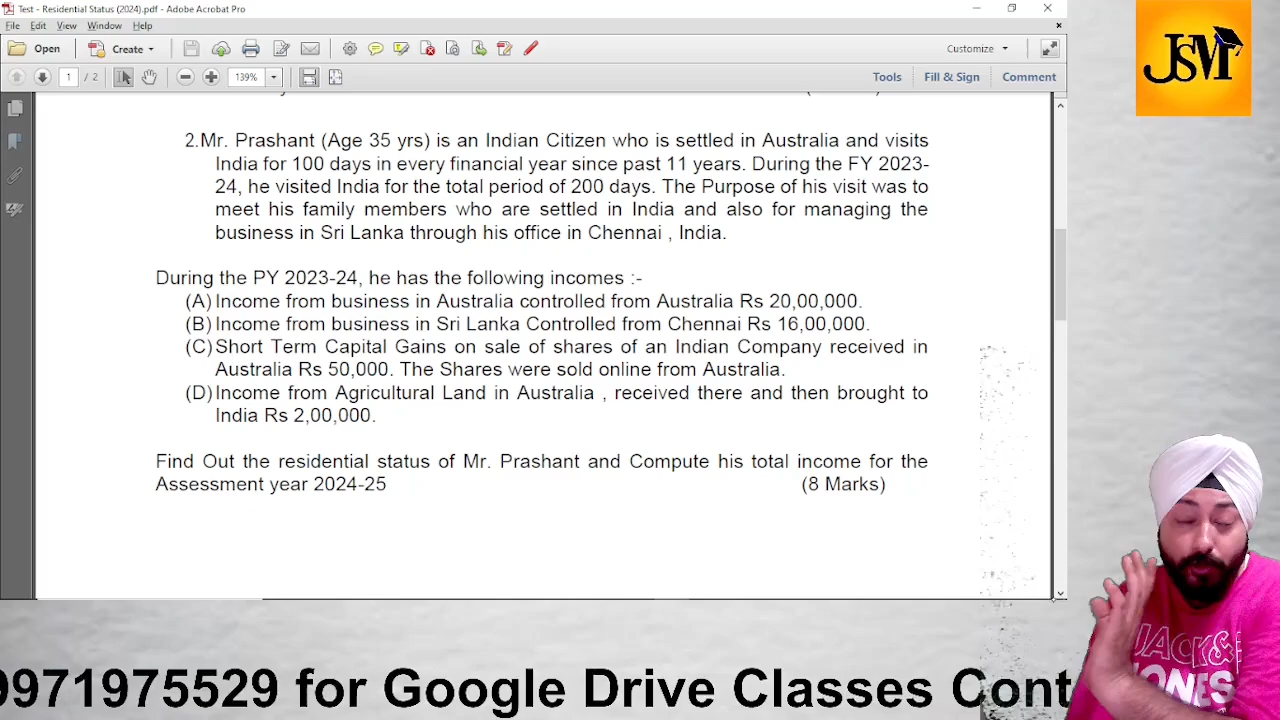 Test - Residential Status (2024).pdf - Adobe Acrobat Pro
File Edit View Window Help
Open Create Customize
1 / 2 139% Tools Fill & Sign Comment
JSM
2.Mr. Prashant (Age 35 yrs) is an Indian Citizen who is settled in Australia and visits
India for 100 days in every financial year since past 11 years. During the FY 2023-
24, he visited India for the total period of 200 days. The Purpose of his visit was to
meet his family members who are settled in India and also for managing the
business in Sri Lanka through his office in Chennai , India.
During the PY 2023-24, he has the following incomes :-
(A) Income from business in Australia controlled from Australia Rs 20,00,000.
(B) Income from business in Sri Lanka Controlled from Chennai Rs 16,00,000.
(C) Short Term Capital Gains on sale of shares of an Indian Company received in
Australia Rs 50,000. The Shares were sold online from Australia.
(D) Income from Agricultural Land in Australia , received there and then brought to
India Rs 2,00,000.
Find Out the residential status of Mr. Prashant and Compute his total income for the
Assessment year 2024-25 (8 Marks)
JACK&
ONES
9971975529 for Google Drive Classes Cont